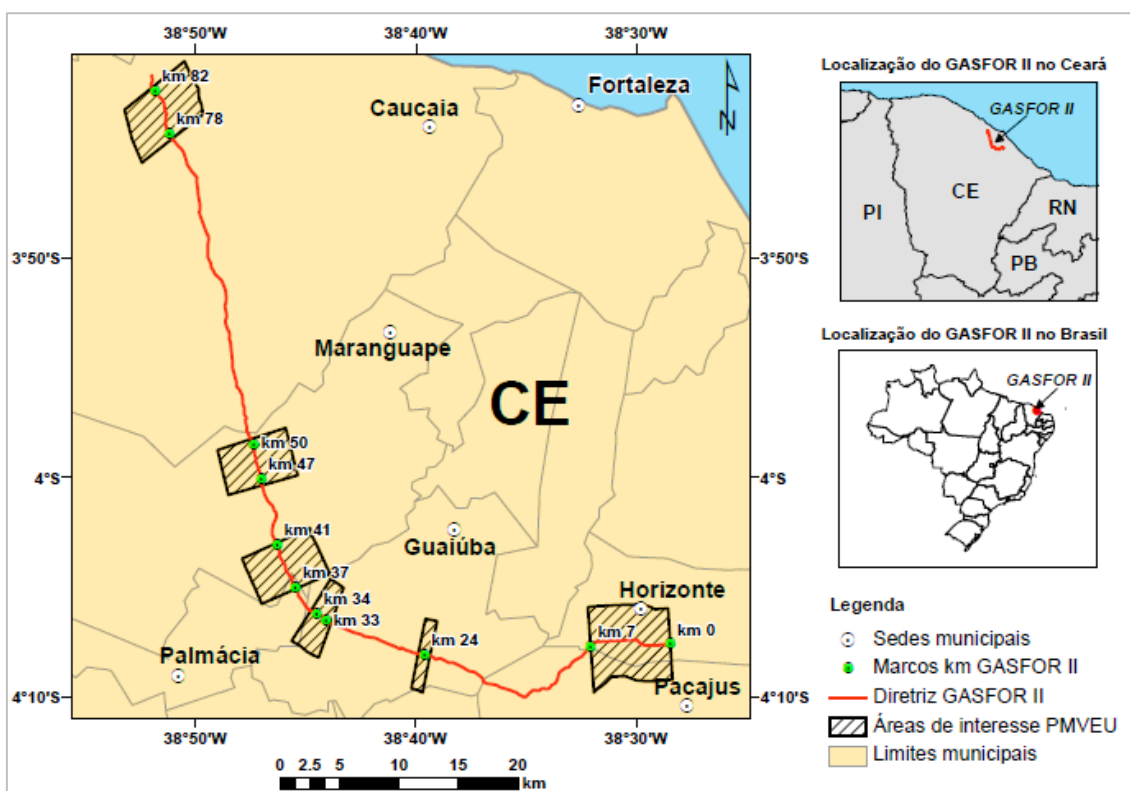 38°50'W
38°40'W
38°30'W
km 82
km 78
Caucaia
Fortaleza
N
3°50'S
3°50'S
Maranguape
CE
km 50
km 47
4°S
4°S
km 41
Guaiúba
km 37
km 34
km 33
Horizonte
km 24
km 7
km 0
Palmácia
Pacajus
4°10'S
4°10'S
38°50'W
38°40'W
38°30'W
0 2.5 5 10 15 20
km
Localização do GASFOR II no Ceará
GASFOR II
CE
PI
RN
PB
Localização do GASFOR II no Brasil
GASFOR II
Legenda
Sedes municipais
Marcos km GASFOR II
Diretriz GASFOR II
Áreas de interesse PMVEU
Limites municipais